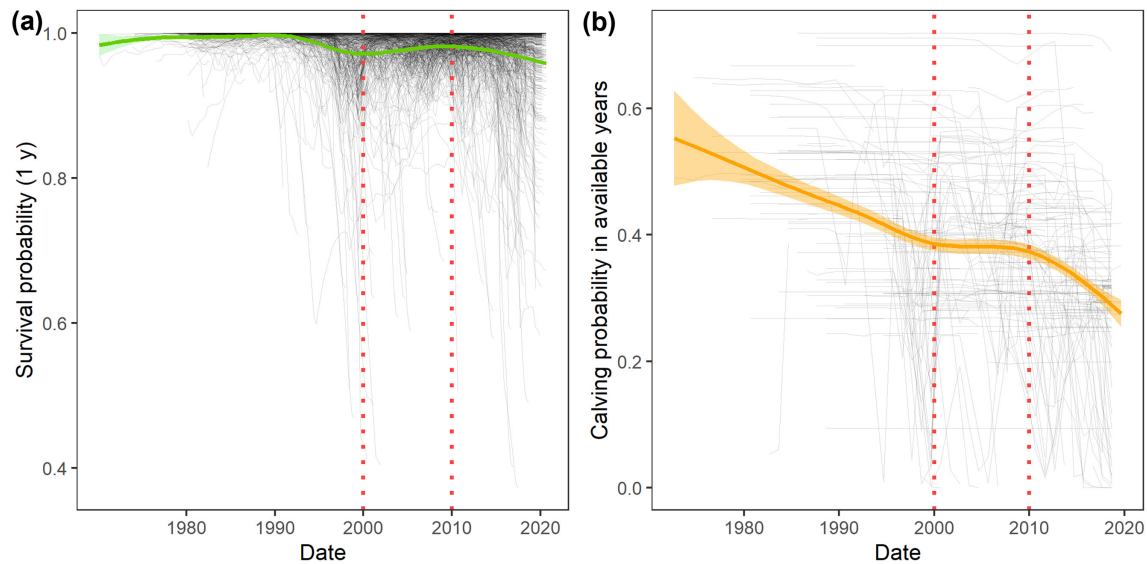 (a)
Survival probability (1 y)
1.0
0.8
0.6
0.4
1980 1990 2000 2010 2020
Date
(b)
Calving probability in available years
0.6
0.4
0.2
0.0
1980 1990 2000 2010 2020
Date